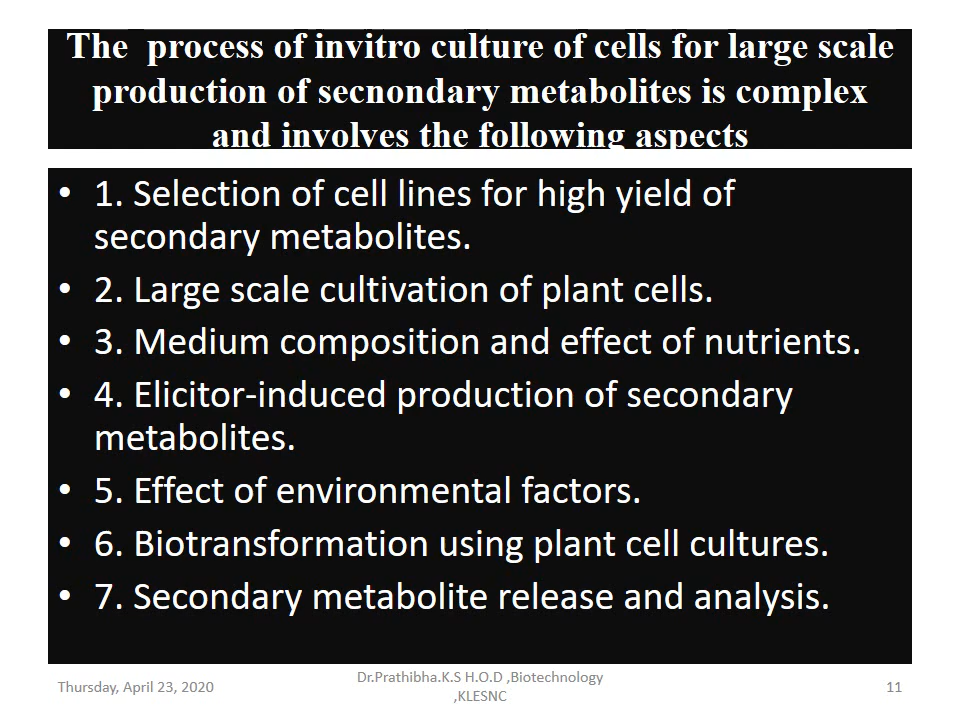 The  process of invitro culture of cells for large scale
production of secnondary metabolites is complex
and involves the following aspects
• 1. Selection of cell lines for high yield of
secondary metabolites.
• 2. Large scale cultivation of plant cells.
• 3. Medium composition and effect of nutrients.
• 4. Elicitor-induced production of secondary
metabolites.
• 5. Effect of environmental factors.
• 6. Biotransformation using plant cell cultures.
• 7. Secondary metabolite release and analysis.
Thursday, April 23, 2020
Dr.Prathibha.K.S H.O.D ,Biotechnology
,KLESNC
11